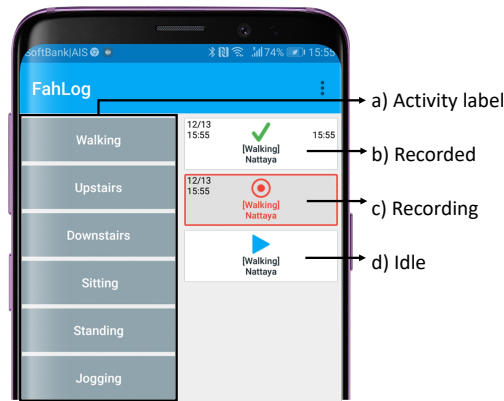 SoftBank|AIS 74% 15:55
FahLog
a) Activity label
Walking
12/13
15:55
15:55
[Walking]
Nattaya
b) Recorded
Upstairs
12/13
15:55
[Walking]
Nattaya
c) Recording
Downstairs
[Walking]
Nattaya
d) Idle
Sitting
Standing
Jogging